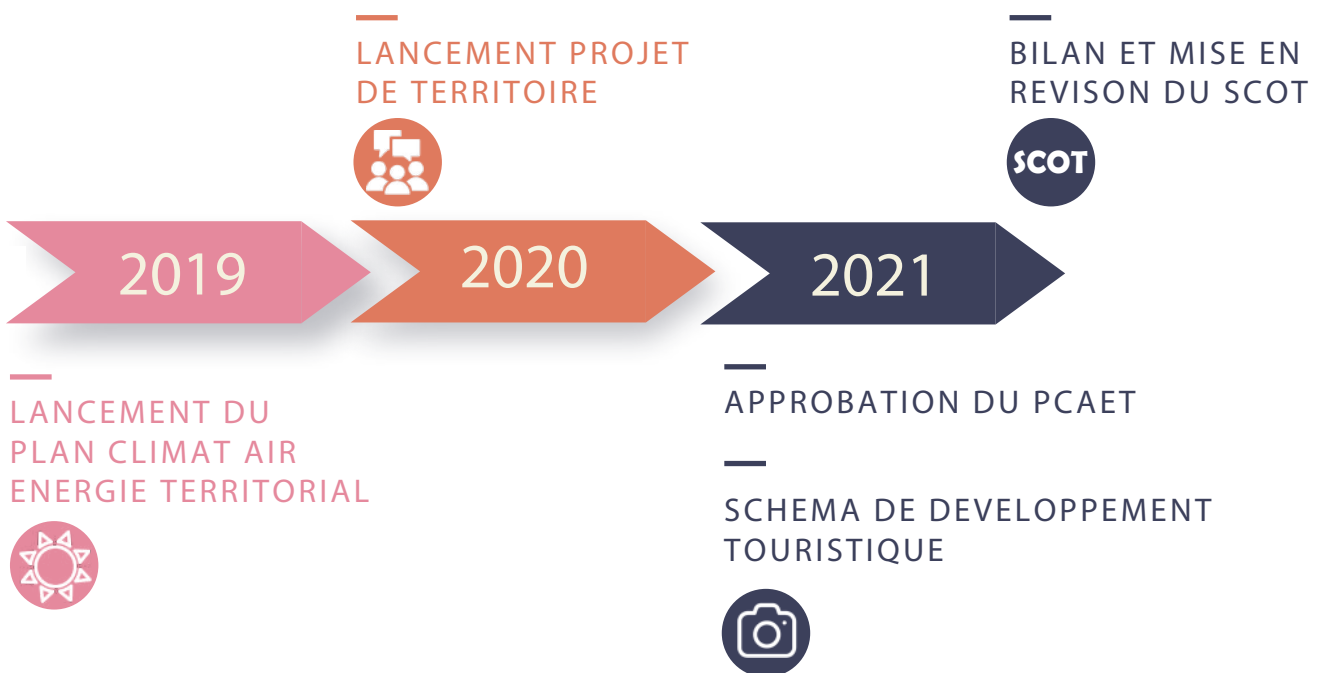 LANCEMENT PROJET
DE TERRITOIRE
BILAN ET MISE EN
REVISON DU SCOT
SCOT
2019
2020
2021
LANCEMENT DU
PLAN CLIMAT AIR
ENERGIE TERRITORIAL
APPROBATION DU PCAET
SCHEMA DE DEVELOPPEMENT
TOURISTIQUE